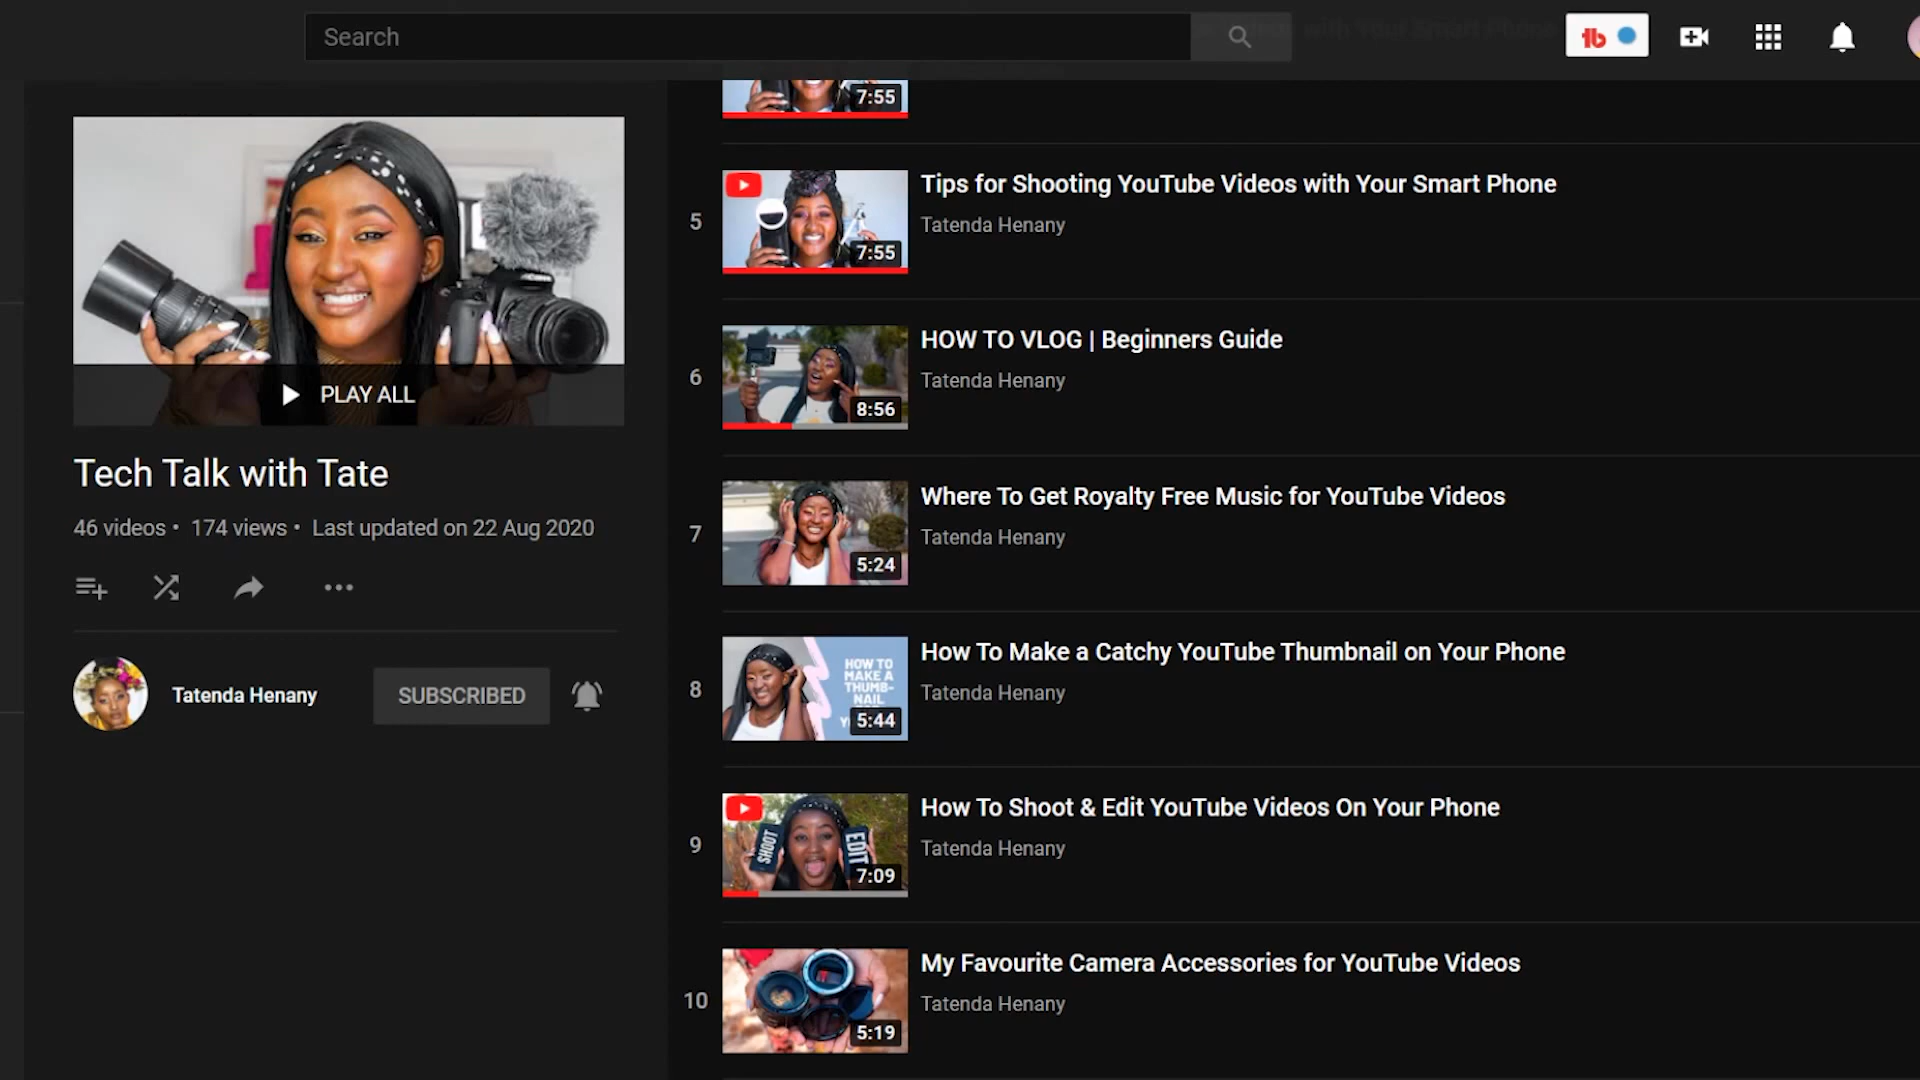 Search
PLAY ALL
Tech Talk with Tate
46 videos • 174 views • Last updated on 22 Aug 2020
Tatenda Henany
SUBSCRIBED
7:55
5
7:55
Tips for Shooting YouTube Videos with Your Smart Phone
Tatenda Henany
6
8:56
HOW TO VLOG | Beginners Guide
Tatenda Henany
7
5:24
Where To Get Royalty Free Music for YouTube Videos
Tatenda Henany
8
HOW TO
MAKE A
THUMB-
NAIL
5:44
How To Make a Catchy YouTube Thumbnail on Your Phone
Tatenda Henany
9
SHOOT
EDIT
7:09
How To Shoot & Edit YouTube Videos On Your Phone
Tatenda Henany
10
5:19
My Favourite Camera Accessories for YouTube Videos
Tatenda Henany